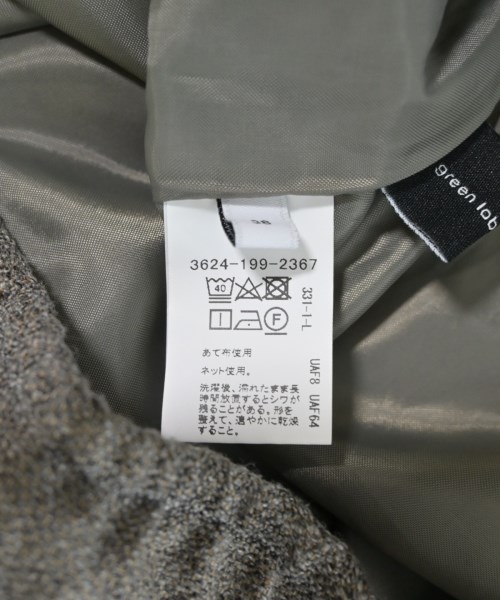 36
green lab
3624-199-2367
40
F
331-1-L
UAF8 UAF64
あて布使用
ネット使用。
洗濯後、濡れたまま長
時間放置するとシワが
残ることがある。形を
整えて、速やかに乾燥
すること。